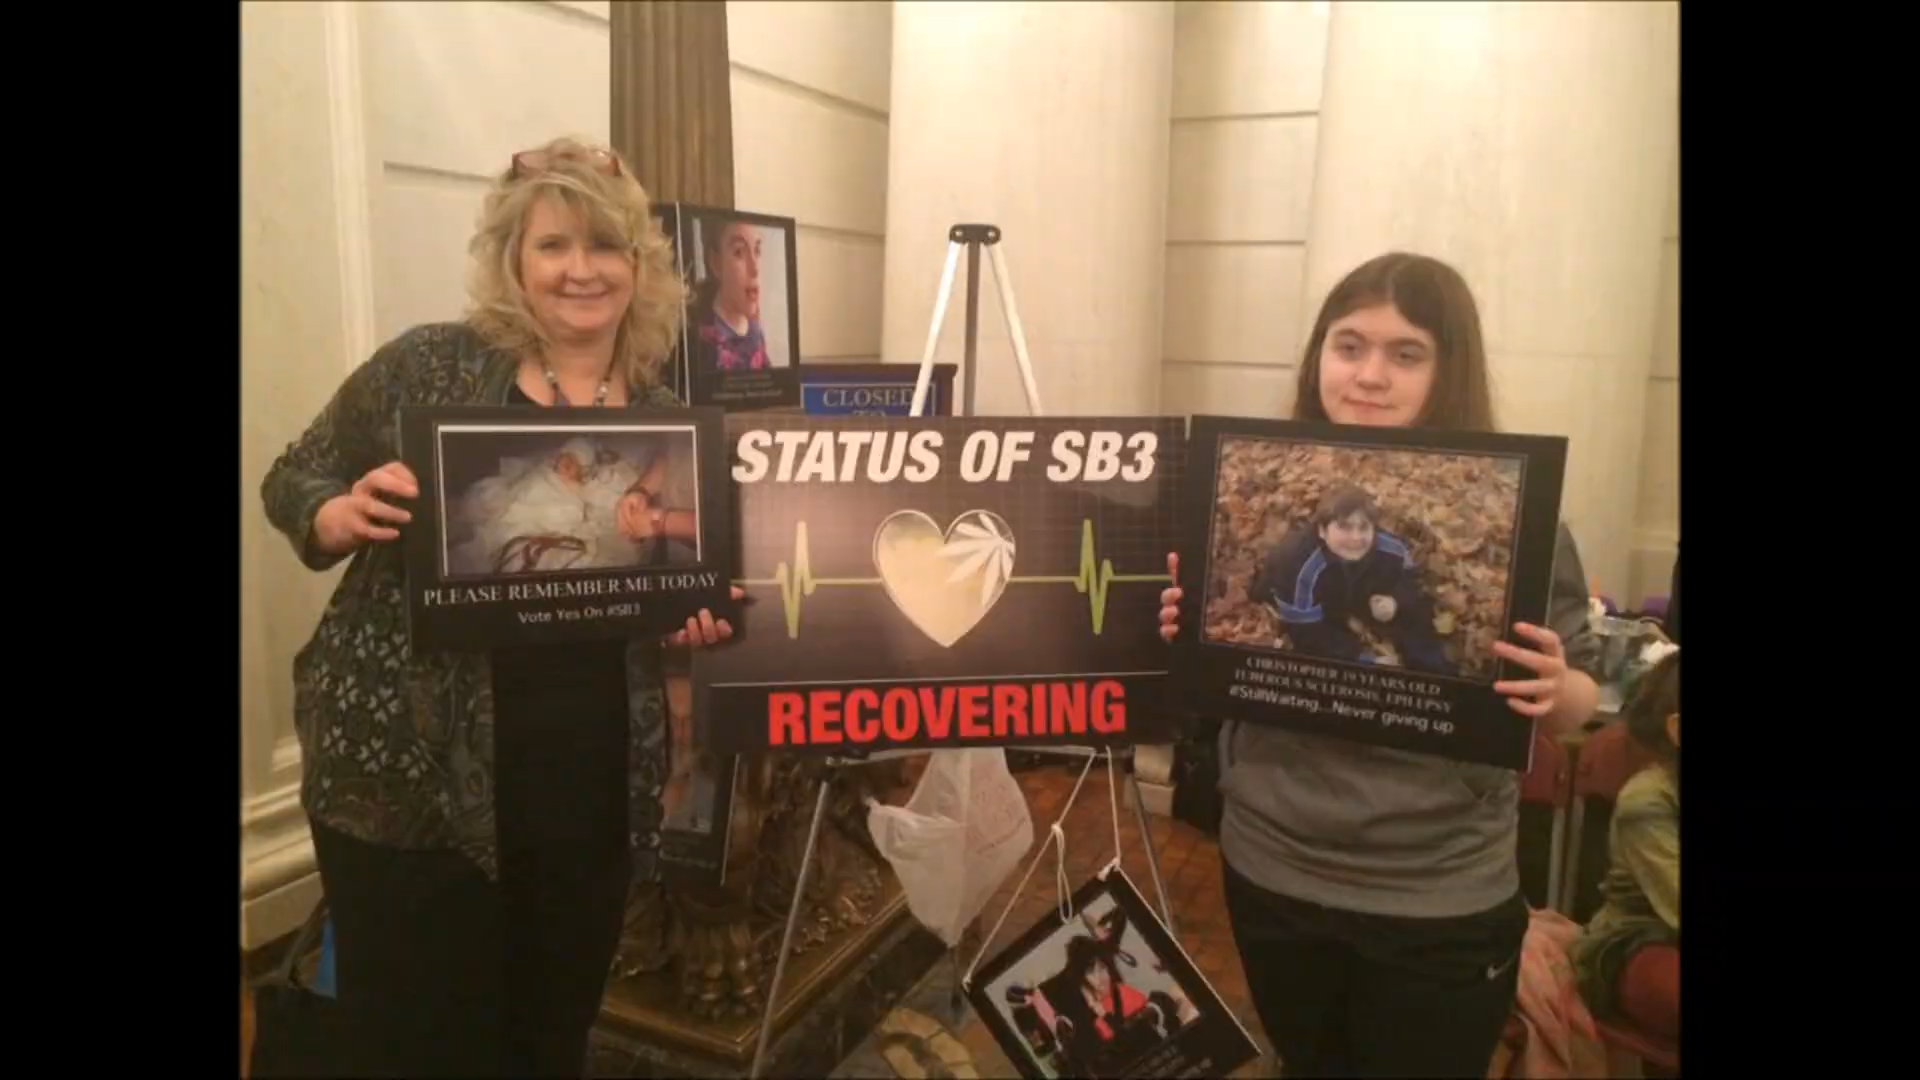 CLOSED
TO
STATUS OF SB3
RECOVERING
PLEASE REMEMBER ME TODAY
Vote Yes On #SB3
CHRISTOPHER 19 YEARS OLD
TUBEROUS SCLEROSIS, EPILEPSY
#StillWaiting...Never giving up